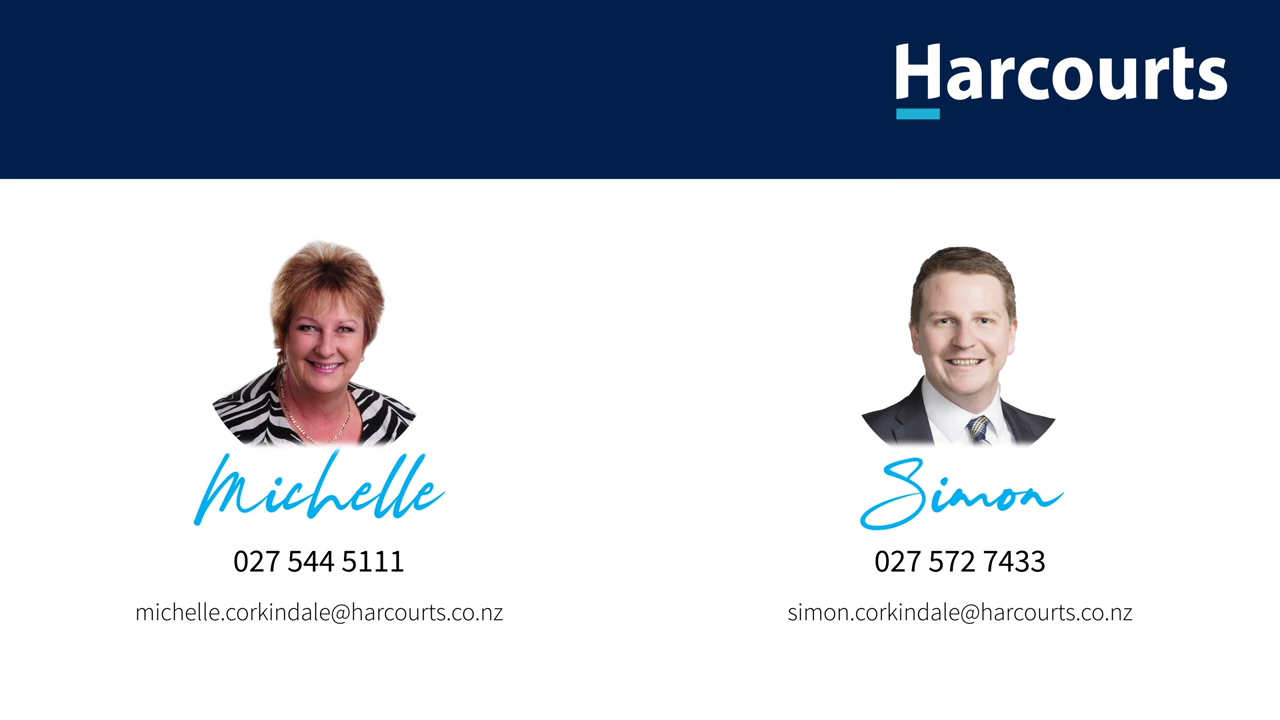 Harcourts
Michelle
027 544 5111
michelle.corkindale@harcourts.co.nz
Simon
027 572 7433
simon.corkindale@harcourts.co.nz